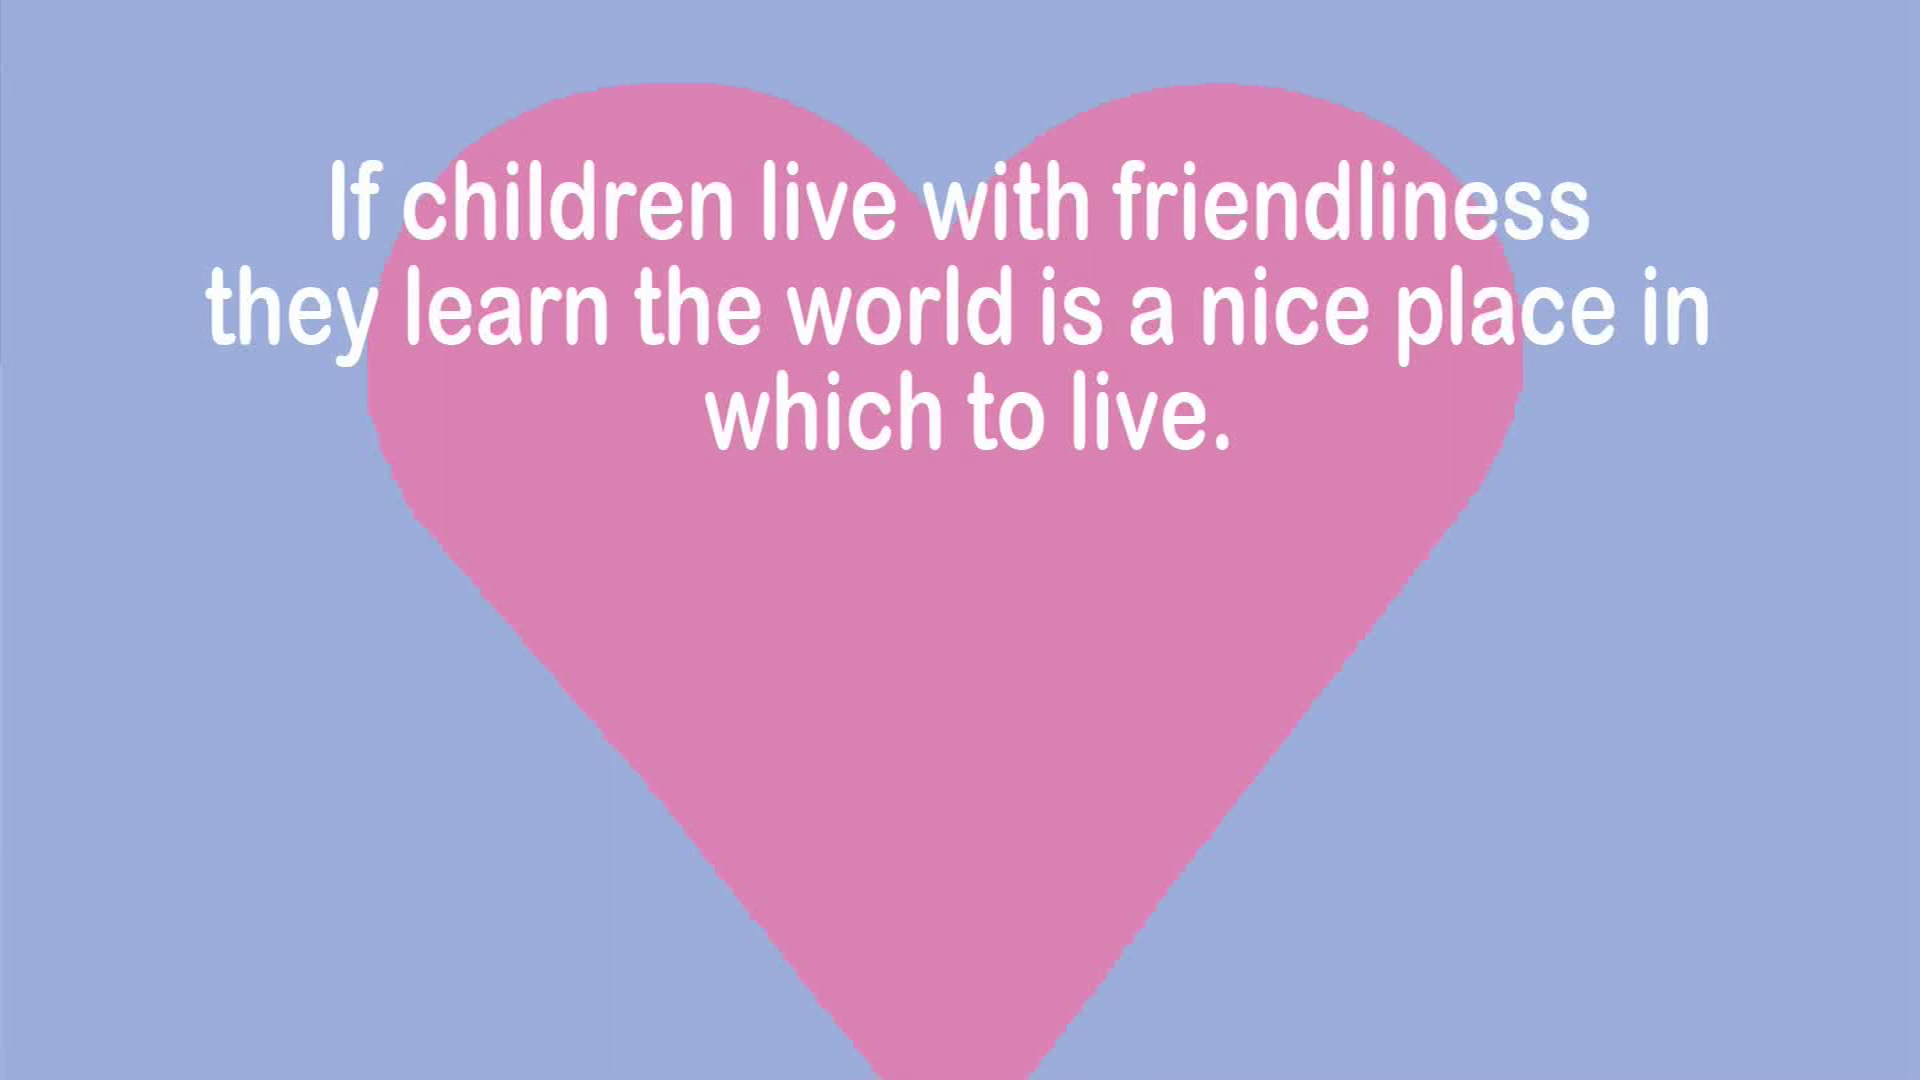 If children live with friendliness
they learn the world is a nice place in
which to live.